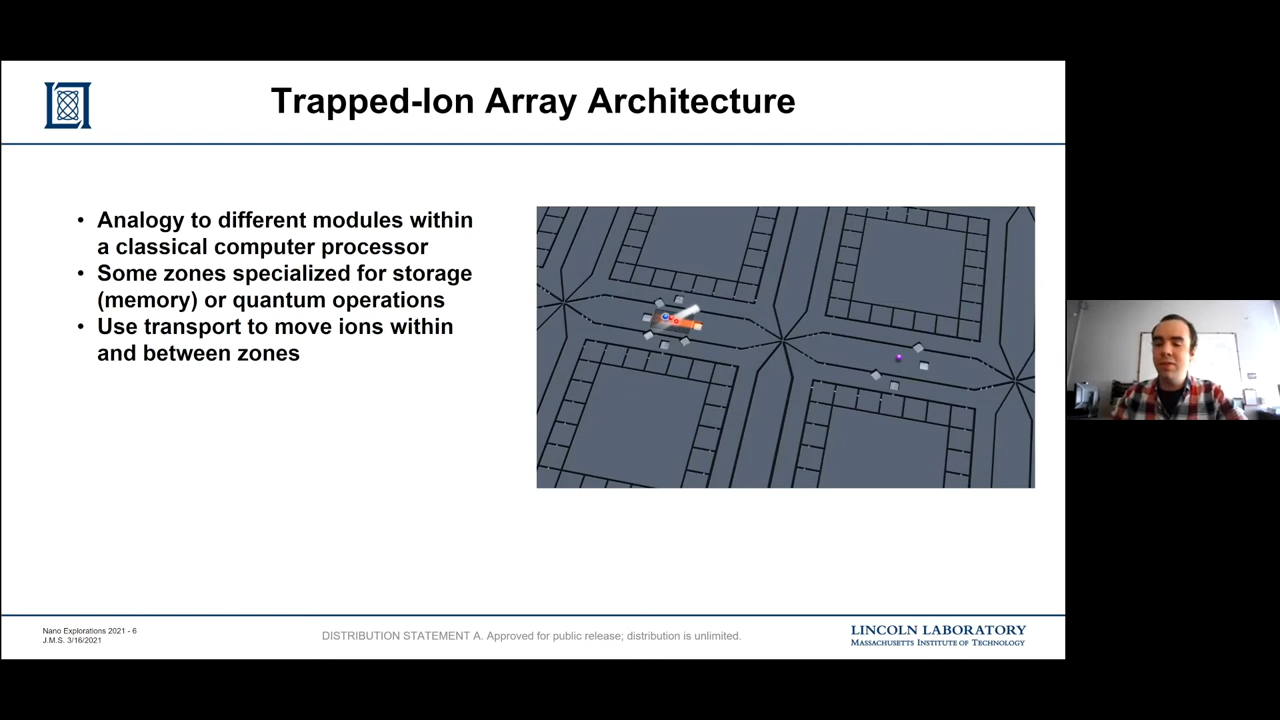 Trapped-Ion Array Architecture
• Analogy to different modules within
a classical computer processor
• Some zones specialized for storage
(memory) or quantum operations
• Use transport to move ions within
and between zones
Nano Explorations 2021 - 6
J.M.S. 3/16/2021
DISTRIBUTION STATEMENT A. Approved for public release; distribution is unlimited.
LINCOLN LABORATORY
MASSACHUSETTS INSTITUTE OF TECHNOLOGY